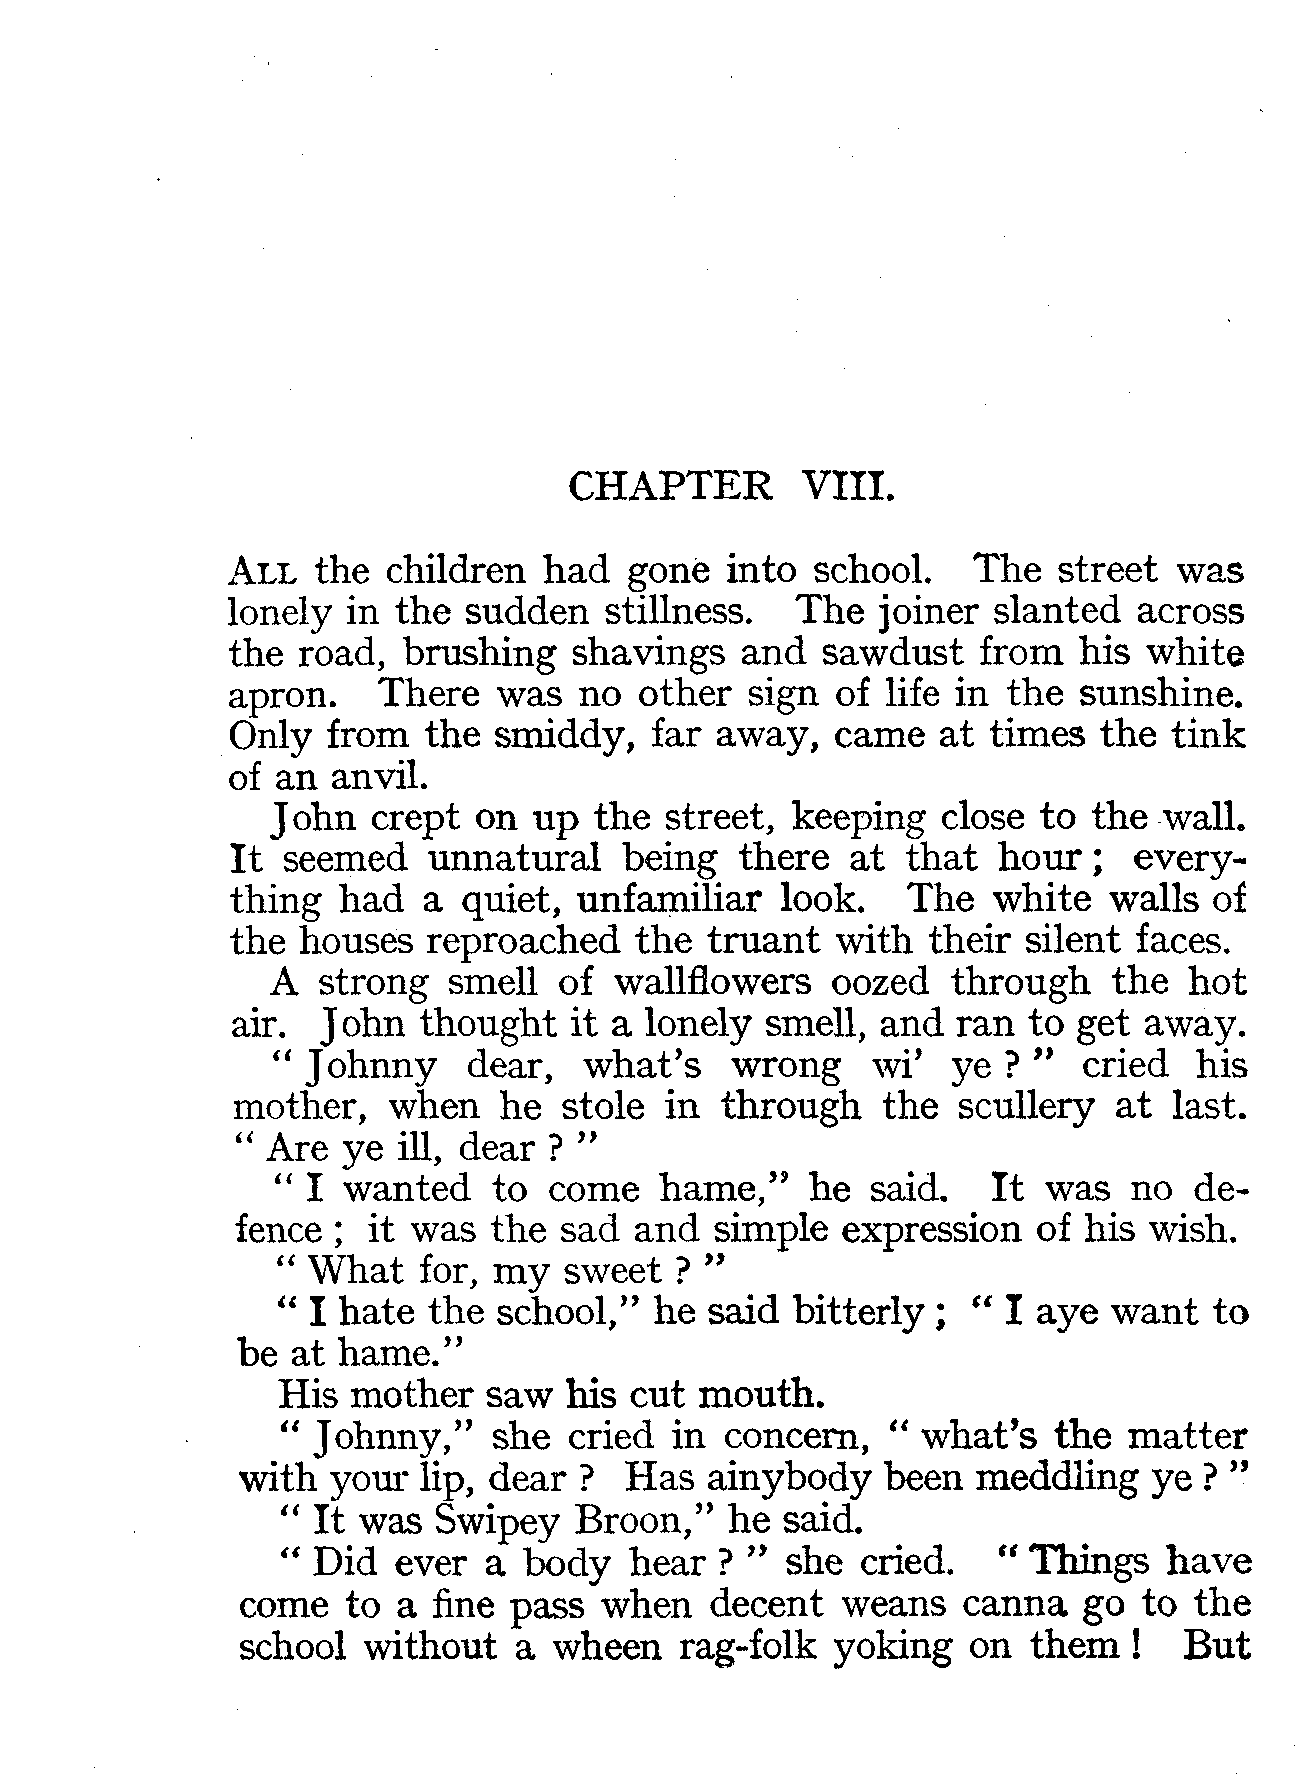 CHAPTER VIII.
ALL the children had gone into school. The street was
lonely in the sudden stillness. The joiner slanted across
the road, brushing shavings and sawdust from his white
apron. There was no other sign of life in the sunshine.
Only from the smiddy, far away, came at times the tink
of an anvil.
John crept on up the street, keeping close to the wall.
It seemed unnatural being there at that hour ; every-
thing had a quiet, unfamiliar look. The white walls of
the houses reproached the truant with their silent faces.
A strong smell of wallflowers oozed through the hot
air. John thought it a lonely smell, and ran to get away.
“ Johnny dear, what’s wrong wi’ ye ? ” cried his
mother, when he stole in through the scullery at last.
“ Are ye ill, dear ? ”
“ I wanted to come hame,” he said. It was no de-
fence ; it was the sad and simple expression of his wish.
“ What for, my sweet ? ”
“ I hate the school,” he said bitterly ; “ I aye want to
be at hame.”
His mother saw his cut mouth.
“ Johnny,” she cried in concern, “ what’s the matter
with your lip, dear ? Has ainybody been meddling ye ? ”
“ It was Swipey Broon,” he said.
“ Did ever a body hear ? ” she cried. “ Things have
come to a fine pass when decent weans canna go to the
school without a wheen rag-folk yoking on them ! But